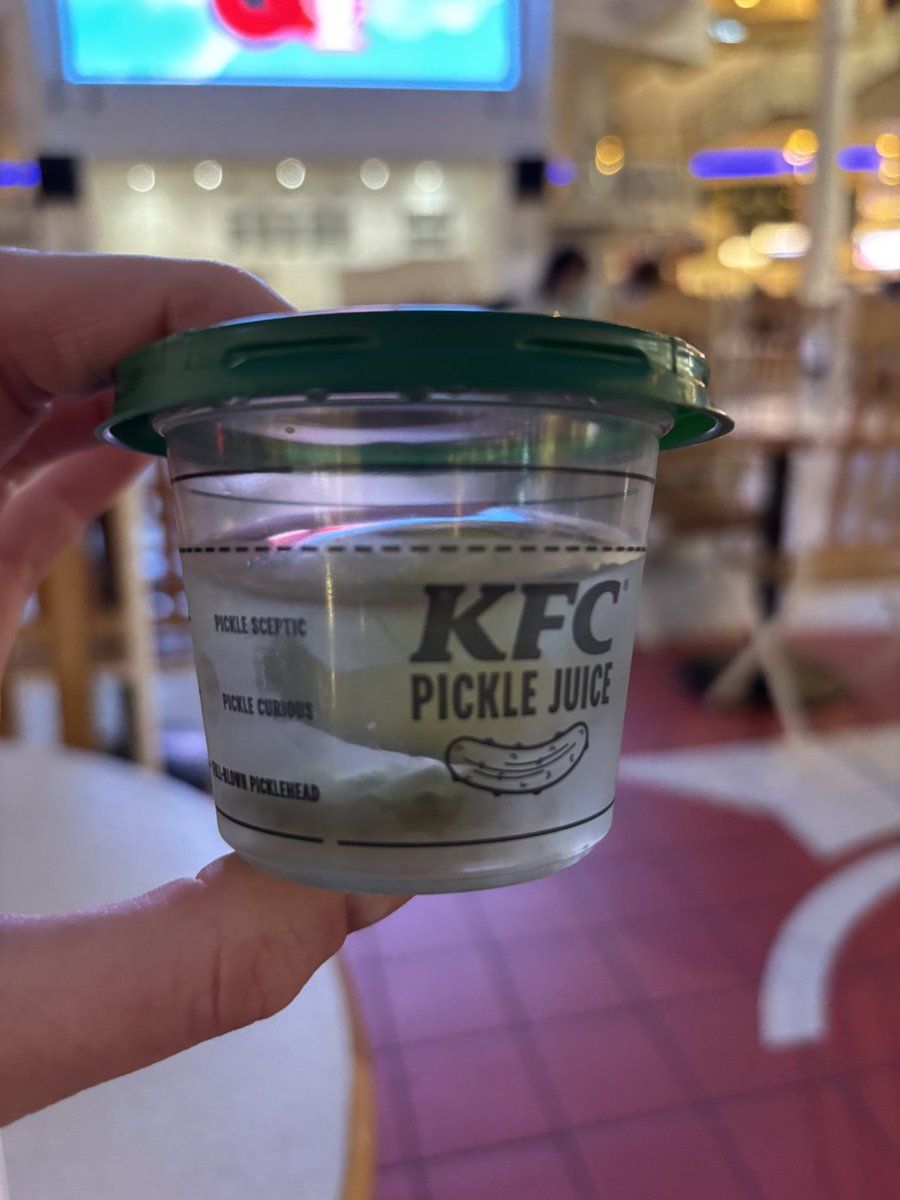 KFC®
PICKLE JUICE
PICKLE SCEPTIC
PICKLE CURIOUS
FULL-BLOWN PICKLEHEAD